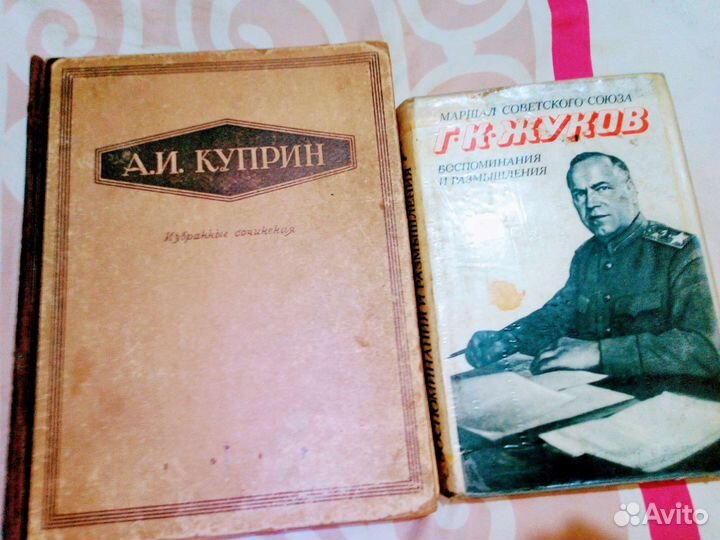 А.И. КУПРИН
Избранные сочинения
МАРШАЛ СОВЕТСКОГО СОЮЗА
Г·К·ЖУКОВ
ВОСПОМИНАНИЯ
И РАЗМЫШЛЕНИЯ
ВОСПОМИНАНИЯ И РАЗМЫШЛЕНИЯ
Avito